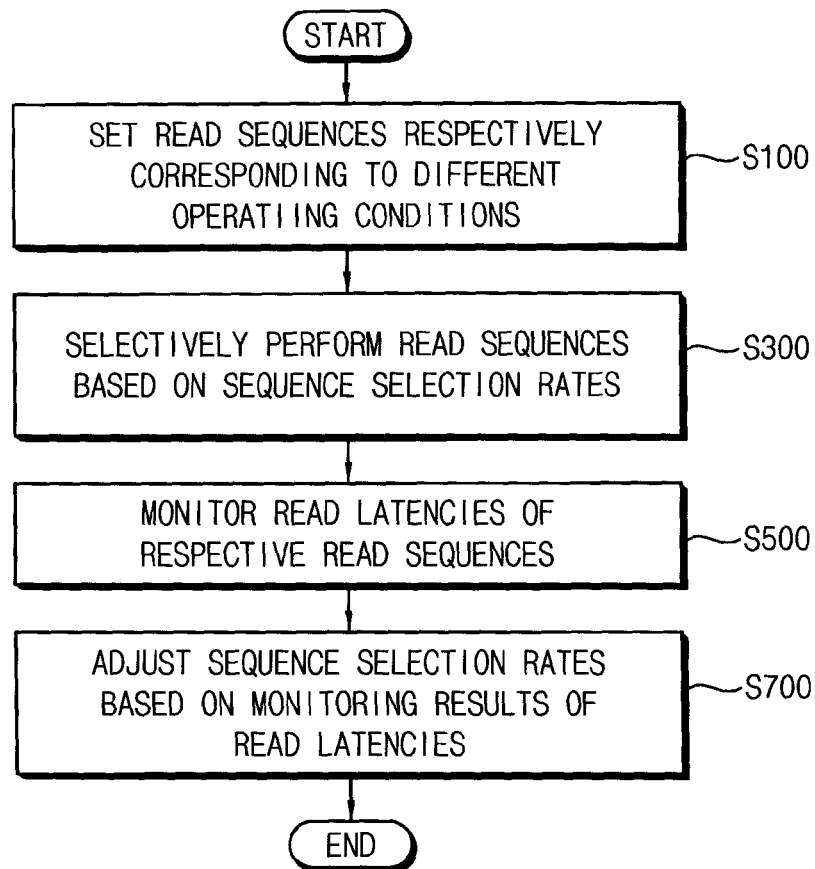 START
SET READ SEQUENCES RESPECTIVELY
CORRESPONDING TO DIFFERENT
OPERATIING CONDITIONS
S100
SELECTIVELY PERFORM READ SEQUENCES
BASED ON SEQUENCE SELECTION RATES
S300
MONITOR READ LATENCIES OF
RESPECTIVE READ SEQUENCES
S500
ADJUST SEQUENCE SELECTION RATES
BASED ON MONITORING RESULTS OF
READ LATENCIES
S700
END